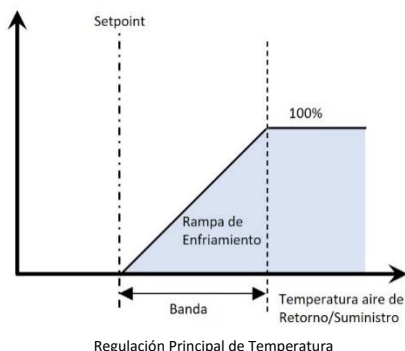 Setpoint
100%
Rampa de
Enfriamiento
Banda
Temperatura aire de
Retorno/Suministro
Regulación Principal de Temperatura